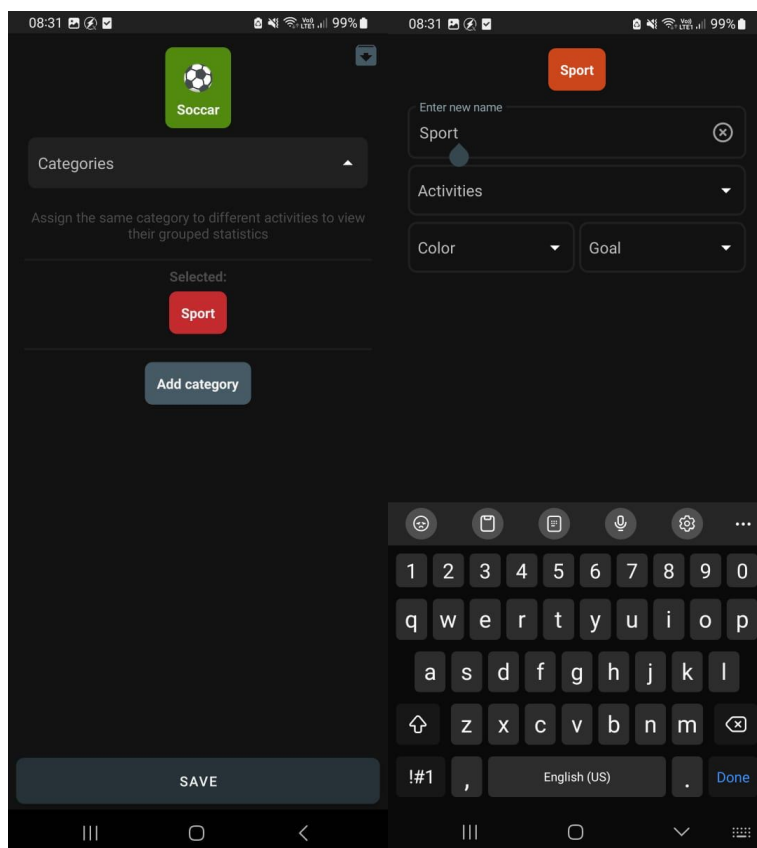 08:31
99%
Soccar
Categories
Assign the same category to different activities to view
their grouped statistics
Selected:
Sport
Add category
SAVE
08:31
99%
Sport
Enter new name
Sport
Activities
Color
Goal
1 2 3 4 5 6 7 8 9 0
q w e r t y u i o p
a s d f g h j k l
z x c v b n m
!#1 , English (US) . Done